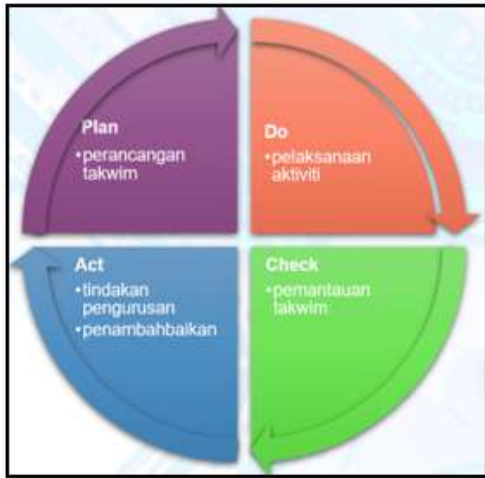 Plan
•perancangan
takwim
Do
•pelaksanaan
aktiviti
Act
•tindakan
pengurusan
•penambahbaikan
Check
•pemantauan
takwim